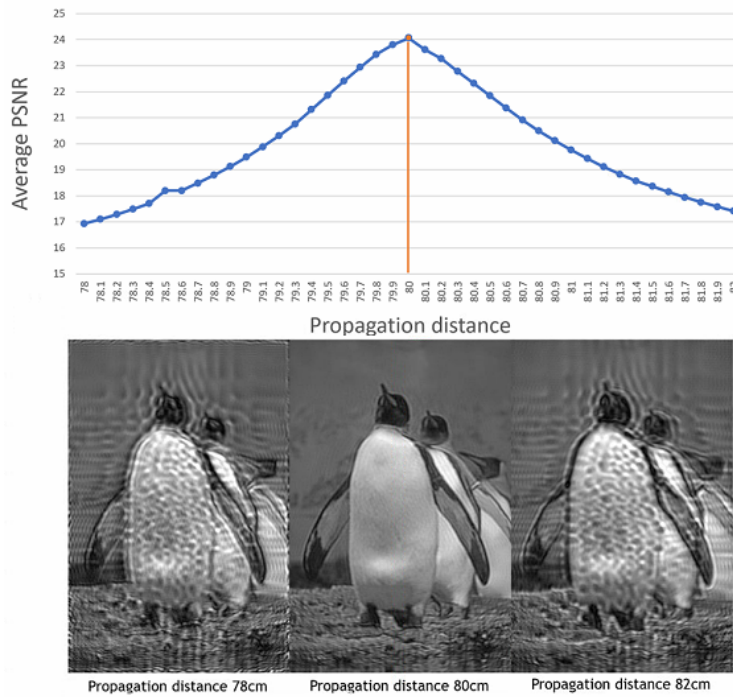 25
24
23
22
21
20
19
18
17
16
15
Average PSNR
78 78.1 78.2 78.3 78.4 78.5 78.6 78.7 78.8 78.9 79 79.1 79.2 79.3 79.4 79.5 79.6 79.7 79.8 79.9 80 80.1 80.2 80.3 80.4 80.5 80.6 80.7 80.8 80.9 81 81.1 81.2 81.3 81.4 81.5 81.6 81.7 81.8 81.9
Propagation distance
Propagation distance 78cm Propagation distance 80cm Propagation distance 82cm